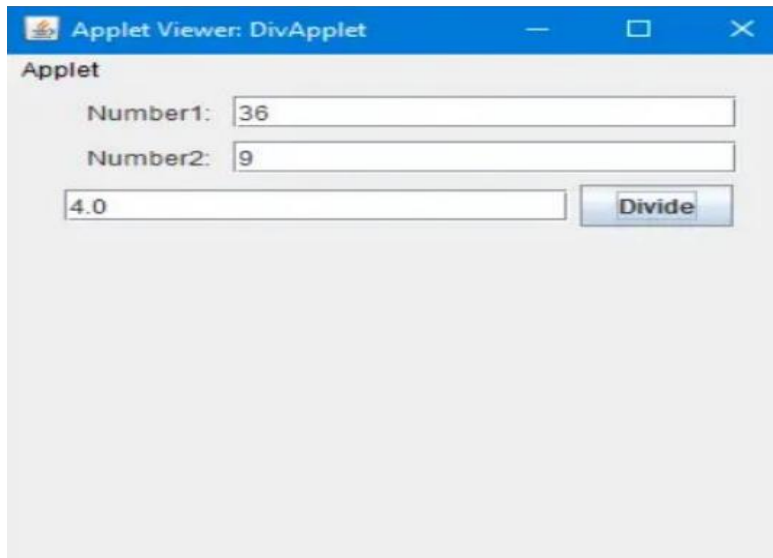 Applet Viewer: DivApplet
Applet
Number1: 36
Number2: 9
4.0 Divide